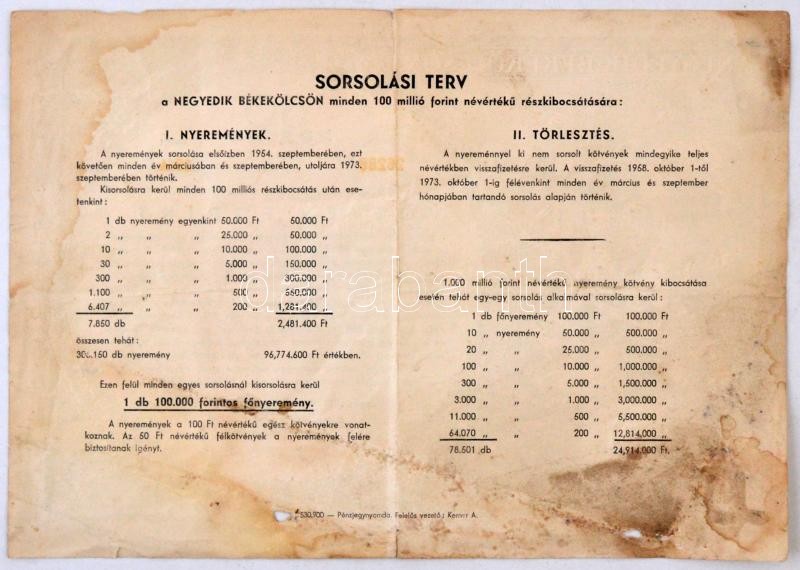 SORSOLÁSI TERV
a NEGYEDIK BÉKEKÖLCSÖN minden 100 millió forint névértékű részkibocsátására:
I. NYEREMÉNYEK.
A nyeremények sorsolása elsőízben 1954. szeptemberében, ezt
követően minden év márciusában és szeptemberében, utoljára 1973.
szeptemberében történik.
Kisorsolásra kerül minden 100 milliós részkibocsátás után ese-
tenkint:
1 db nyeremény egyenkint 50.000 Ft 50.000 Ft
2 „ „ „ 25.000 „ 50.000 „
10 „ „ „ 10.000 „ 100.000 „
30 „ „ „ 5.000 „ 150.000 „
300 „ „ „ 1.000 „ 300.000 „
1.100 „ „ „ 500 „ 550.000 „
6.407 „ „ „ 200 „ 1,281.400 „
7.850 db 2,481.400 Ft
összesen tehát:
306.150 db nyeremény 96,774.600 Ft értékben.
Ezen felül minden egyes sorsolásnál kisorsolásra kerül
1 db 100.000 forintos főnyeremény.
A nyeremények a 100 Ft névértékű egész kötvényekre vonat-
koznak. Az 50 Ft névértékű félkötvények a nyeremények felére
biztosítanak igényt.
II. TÖRLESZTÉS.
A nyereménnyel ki nem sorsolt kötvények mindegyike teljes
névértékben visszafizetésre kerül. A visszafizetés 1958. október 1-től
1973. október 1-ig félévenkint minden év március és szeptember
hónapjában tartandó sorsolás alapján történik.
1,000 millió forint névértékű nyeremény kötvény kibocsátása
esetén tehát egy-egy sorsolás alkalmával sorsolásra kerül:
1 db főnyeremény 100.000 Ft 100.000 Ft
10 „ nyeremény 50.000 „ 500.000 „
20 „ „ 25.000 „ 500.000 „
100 „ „ 10.000 „ 1,000.000 „
300 „ „ 5.000 „ 1,500.000 „
3.000 „ „ 1.000 „ 3,000.000 „
11.000 „ „ 500 „ 5,500.000 „
64.070 „ „ 200 „ 12,814.000 „
78.501 db 24,914.000 Ft.
530,900 — Pénzjegynyomda. Felelős vezető: Kerner A.
darabanth